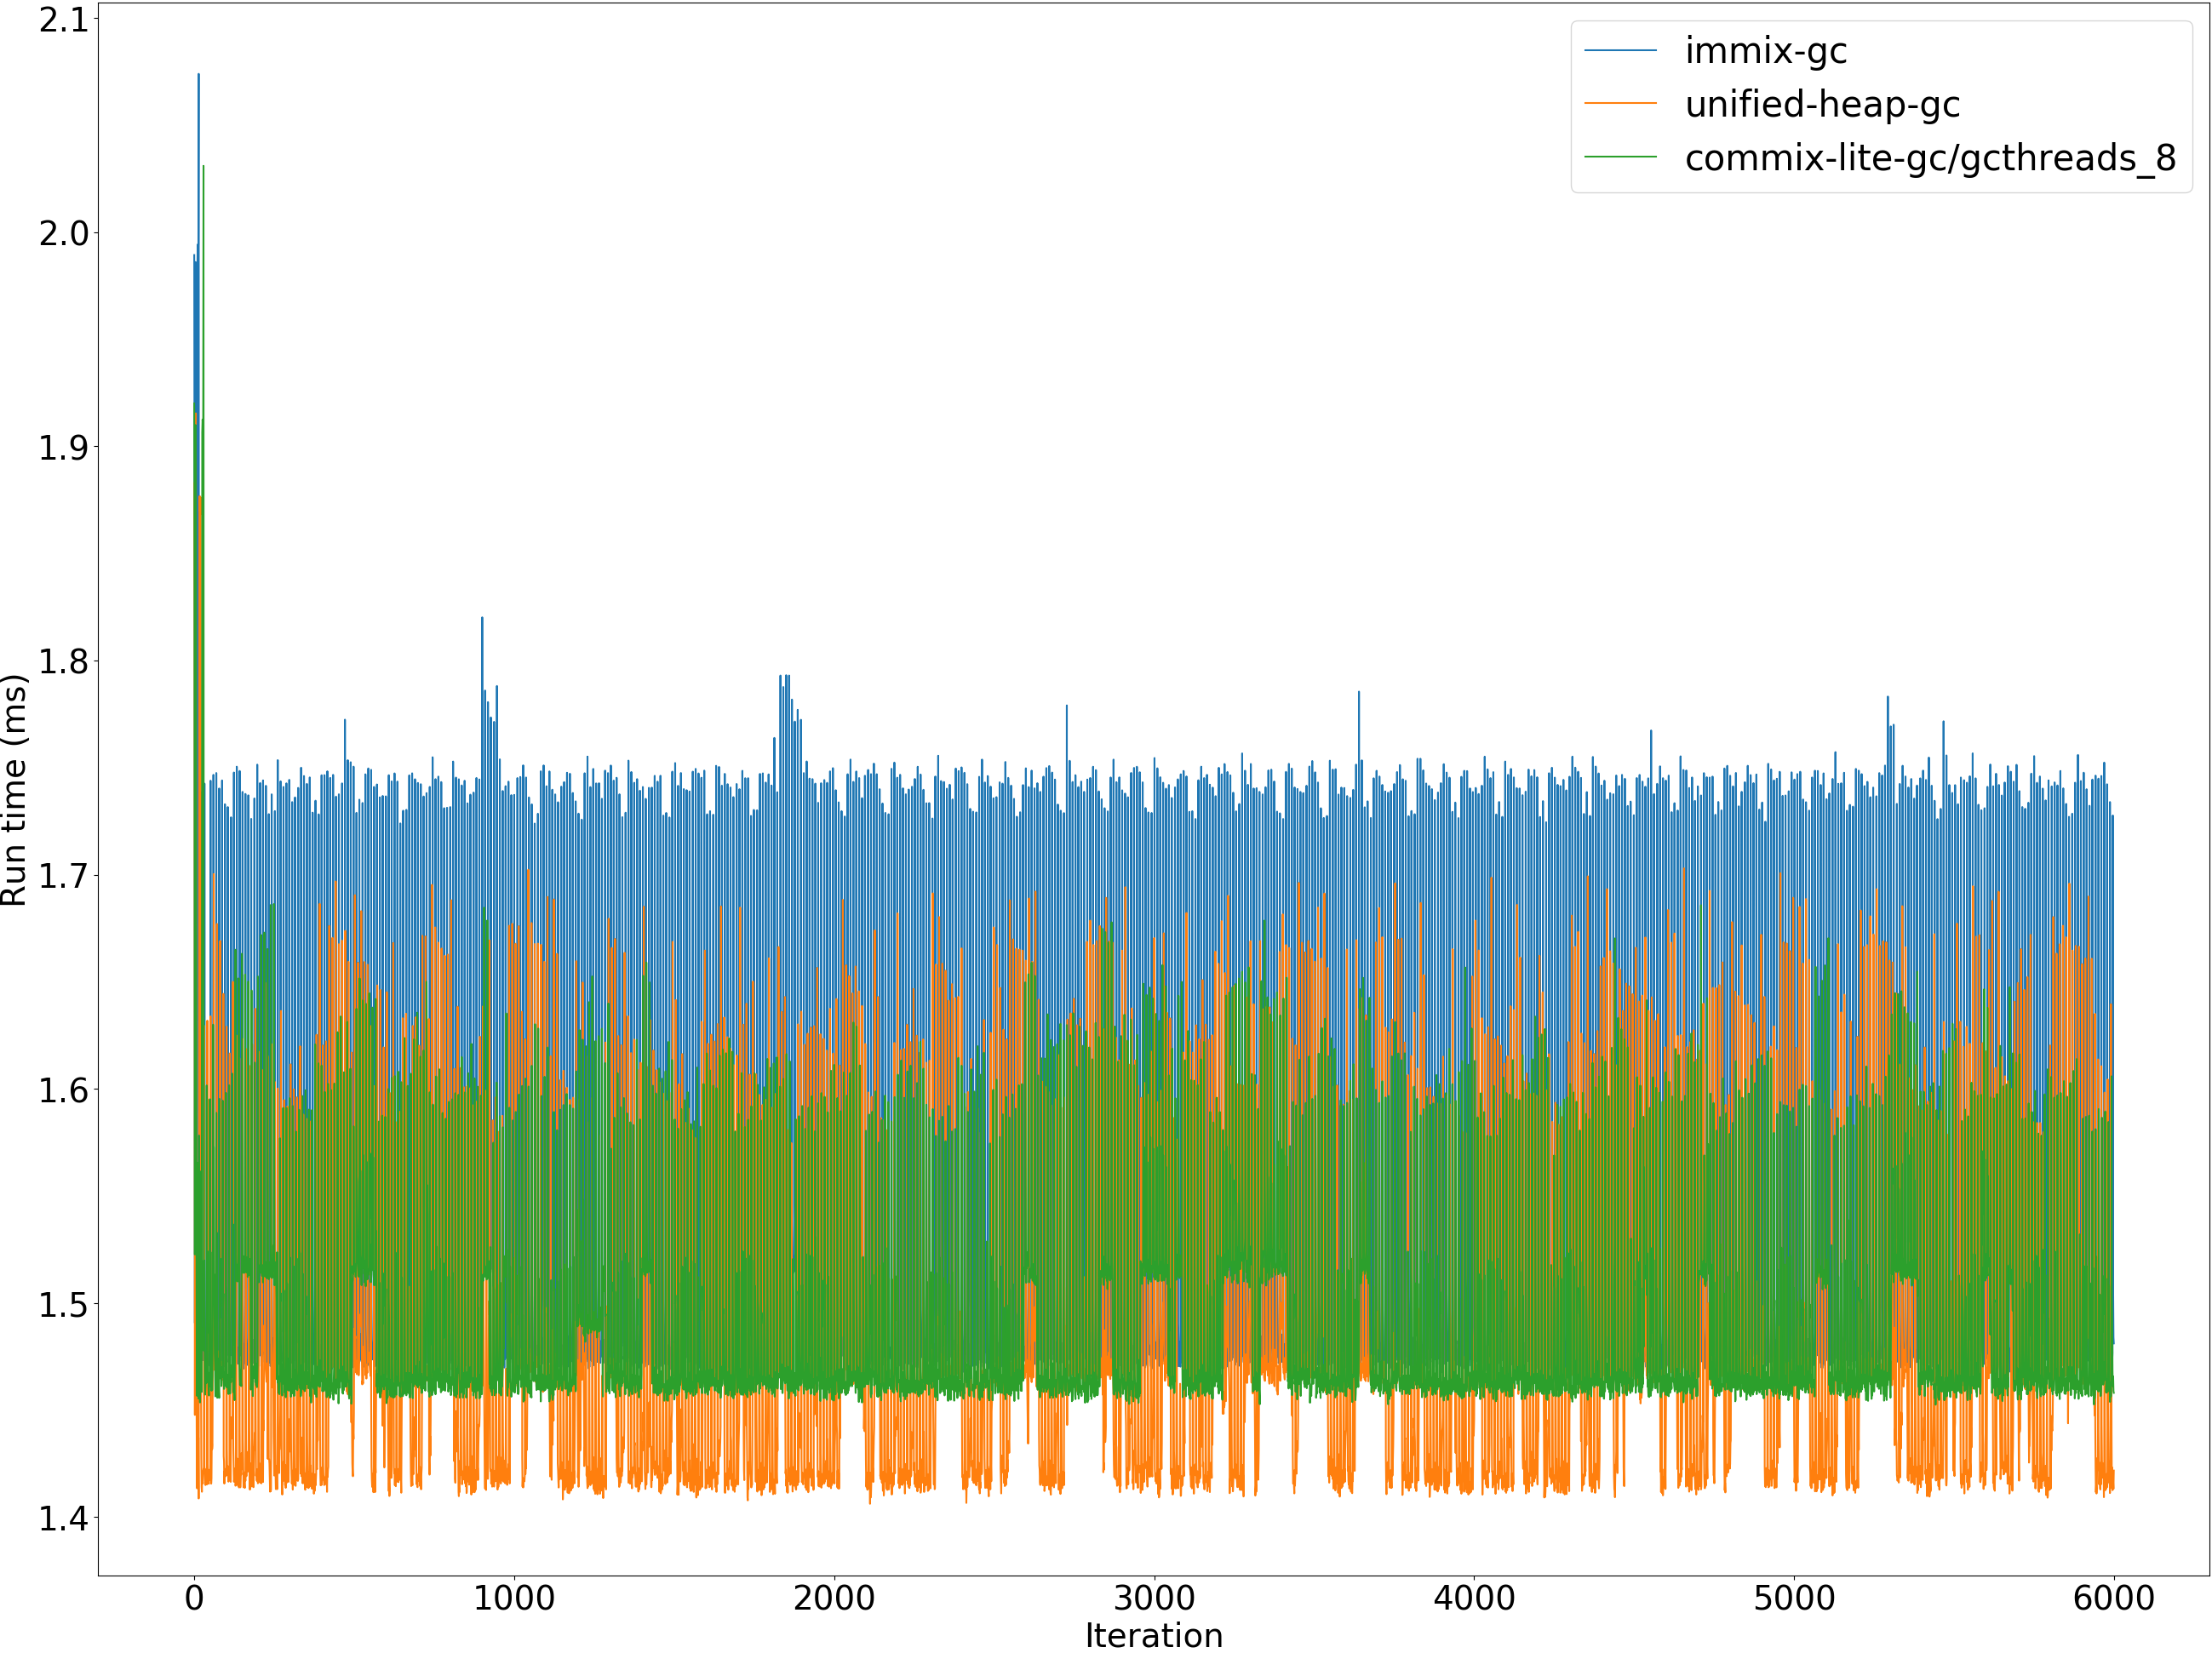 2.1
2.0
1.9
1.8
1.7
1.6
1.5
1.4
Run time (ms)
immix-gc
unified-heap-gc
commix-lite-gc/gcthreads_8
0 1000 2000 3000 4000 5000 6000
Iteration